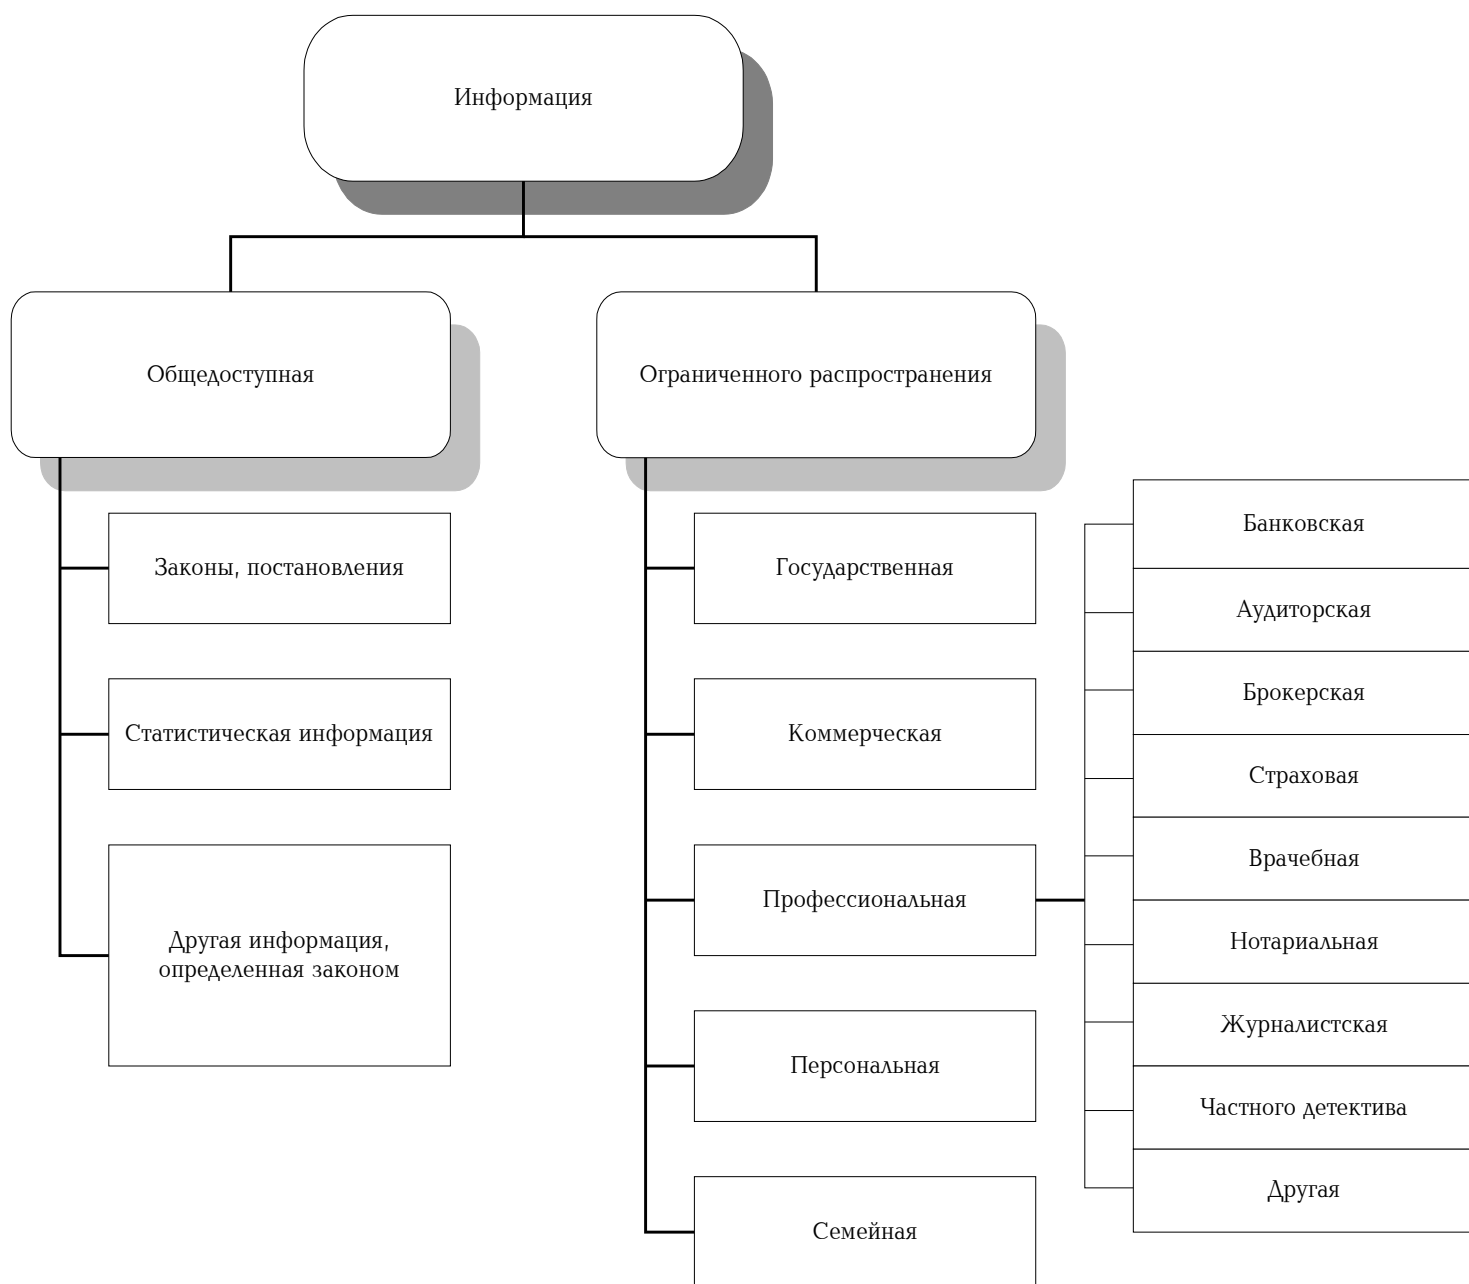 Информация
Общедоступная
Ограниченного распространения
Законы, постановления
Статистическая информация
Другая информация,
определенная законом
Государственная
Коммерческая
Профессиональная
Персональная
Семейная
Банковская
Аудиторская
Брокерская
Страховая
Врачебная
Нотариальная
Журналистская
Частного детектива
Другая